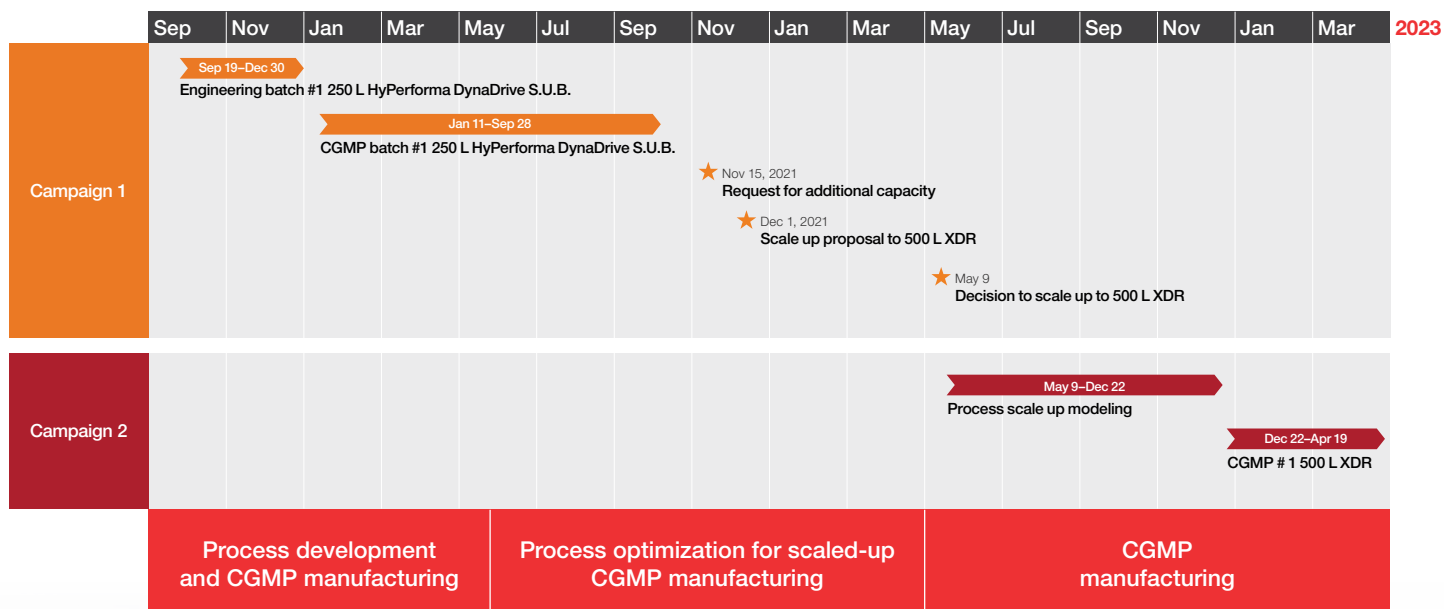 Sep Nov Jan Mar May Jul Sep Nov Jan Mar May Jul Sep Nov Jan Mar 2023
Campaign 1
Sep 19–Dec 30
Engineering batch #1 250 L HyPerforma DynaDrive S.U.B.
Jan 11–Sep 28
CGMP batch #1 250 L HyPerforma DynaDrive S.U.B.
Nov 15, 2021
Request for additional capacity
Dec 1, 2021
Scale up proposal to 500 L XDR
May 9
Decision to scale up to 500 L XDR
Campaign 2
May 9–Dec 22
Process scale up modeling
Dec 22–Apr 19
CGMP # 1 500 L XDR
Process development
and CGMP manufacturing
Process optimization for scaled-up
CGMP manufacturing
CGMP
manufacturing